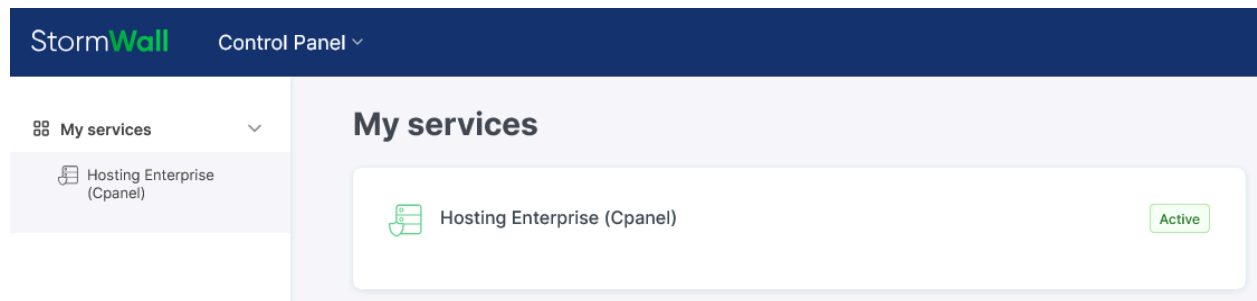 StormWall
Control Panel
My services
Hosting Enterprise
(Cpanel)
My services
Hosting Enterprise (Cpanel)
Active